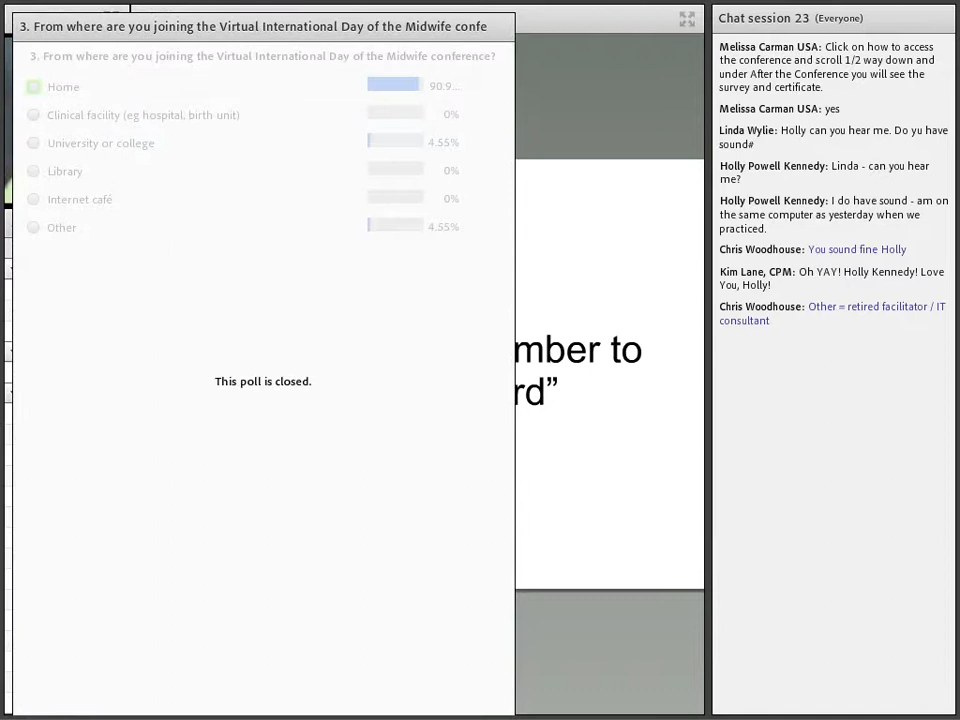 3. From where are you joining the Virtual International Day of the Midwife confe
3. From where are you joining the Virtual International Day of the Midwife conference?
Home 90.9...
Clinical facility (eg hospital, birth unit) 0%
University or college 4.55%
Library 0%
Internet café 0%
Other 4.55%
This poll is closed.
mber to
rd”
Chat session 23 (Everyone)
Melissa Carman USA: Click on how to access
the conference and scroll 1/2 way down and
under After the Conference you will see the
survey and certificate.
Melissa Carman USA: yes
Linda Wylie: Holly can you hear me. Do yu have
sound#
Holly Powell Kennedy: Linda - can you hear
me?
Holly Powell Kennedy: I do have sound - am on
the same computer as yesterday when we
practiced.
Chris Woodhouse: You sound fine Holly
Kim Lane, CPM: Oh YAY! Holly Kennedy! Love
You, Holly!
Chris Woodhouse: Other = retired facilitator / IT
consultant